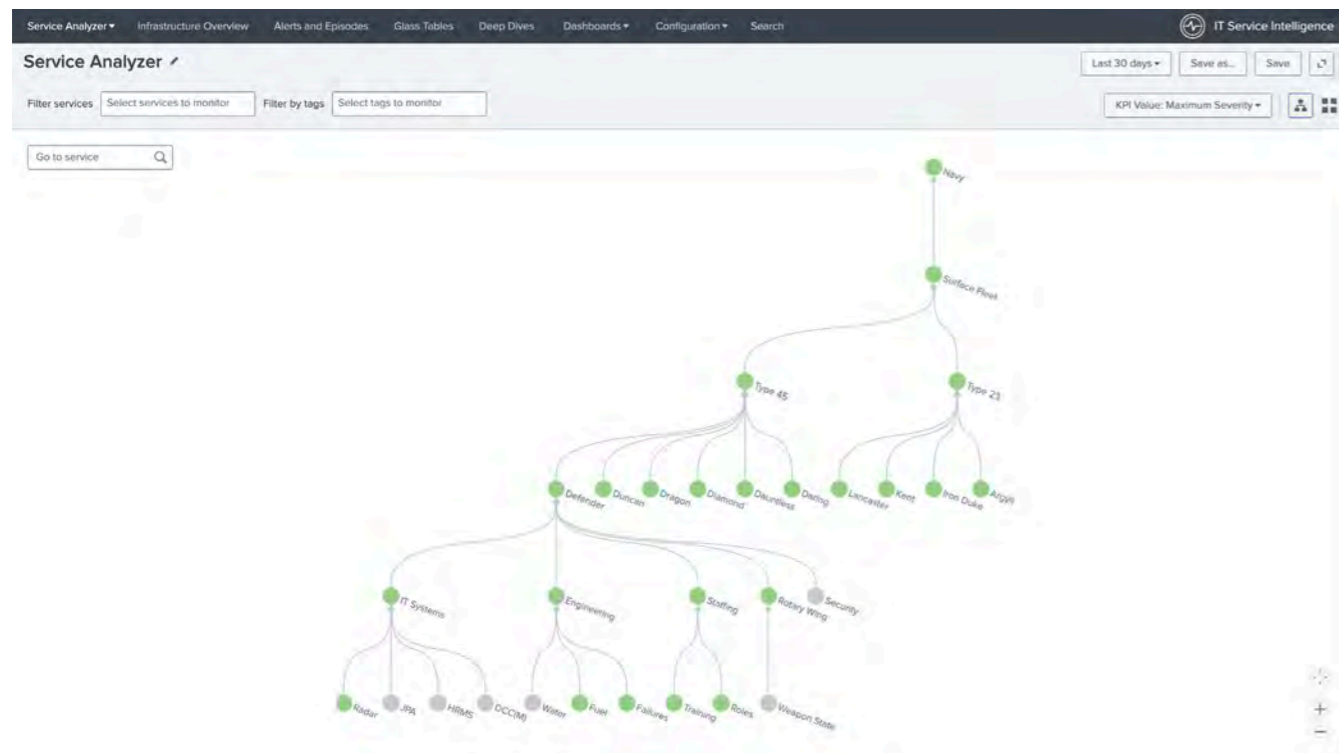 Service Analyzer Infrastructure Overview Alerts and Episodes Glass Tables Deep Dives Dashboards Configuration Search IT Service Intelligence
Service Analyzer Last 30 days Save as... Save
Filter services Select services to monitor Filter by tags Select tags to monitor KPI Value: Maximum Severity
Go to service
Navy
Surface Fleet
Type 45 Type 23
Defender Duncan Dragon Diamond Dauntless Daring Lancaster Kent Iron Duke Argyll
IT Systems Engineering Staffing Rotary Wing Security
Radar JPA HRMS DCC(M) Water Fuel Failures Training Roles Weapon State